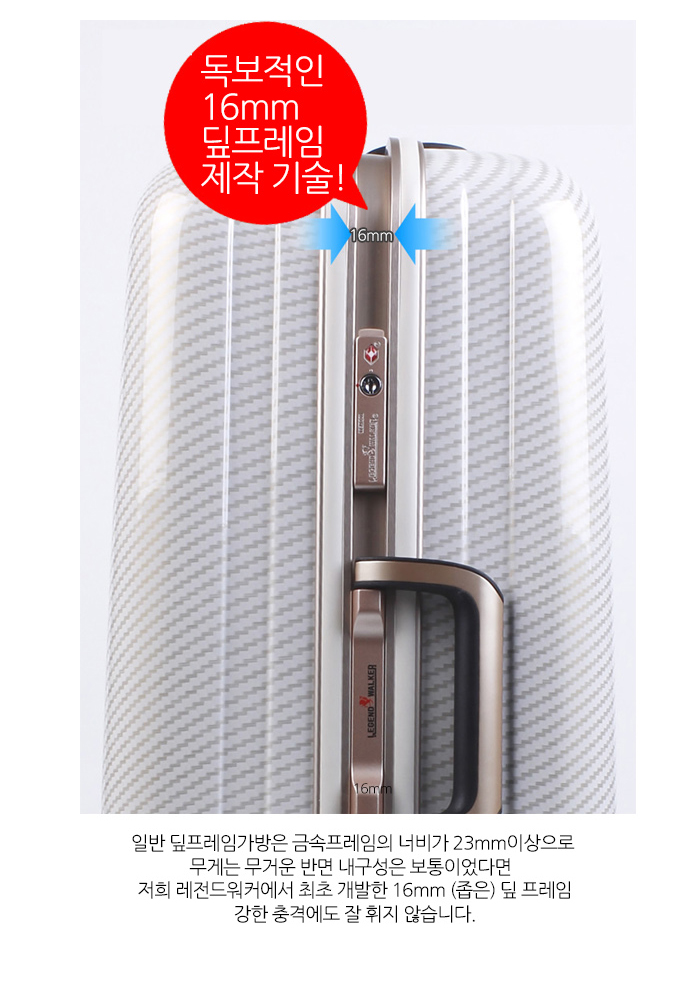 독보적인
16mm
딮프레임
제작 기술!
16mm
LEGEND WALKER
16mm
일반 딮프레임가방은 금속프레임의 너비가 23mm이상으로
무게는 무거운 반면 내구성은 보통이었다면
저희 레전드워커에서 최초 개발한 16mm (좁은) 딮 프레임
강한 충격에도 잘 휘지 않습니다.